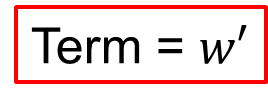 Term = w′